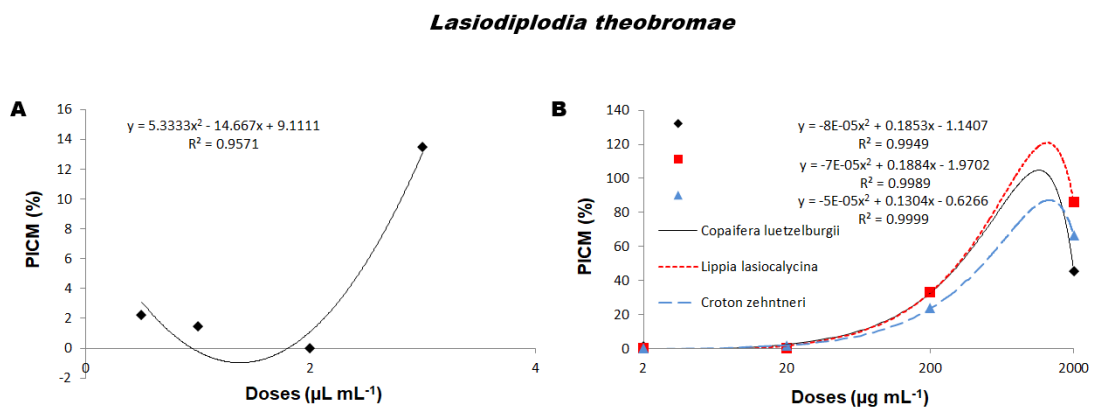 Lasiodiplodia theobromae
A
16
14
12
10
8
6
4
2
0
-2
PICM (%)
y = 5.3333x² - 14.667x + 9.1111
R² = 0.9571
0
2
4
Doses (µL mL⁻¹)
B
140
120
100
80
60
40
20
0
PICM (%)
y = -8E-05x² + 0.1853x - 1.1407
R² = 0.9949
y = -7E-05x² + 0.1884x - 1.9702
R² = 0.9989
y = -5E-05x² + 0.1304x - 0.6266
R² = 0.9999
Copaifera luetzelburgii
Lippia lasiocalycina
Croton zehntneri
2
20
200
2000
Doses (µg mL⁻¹)